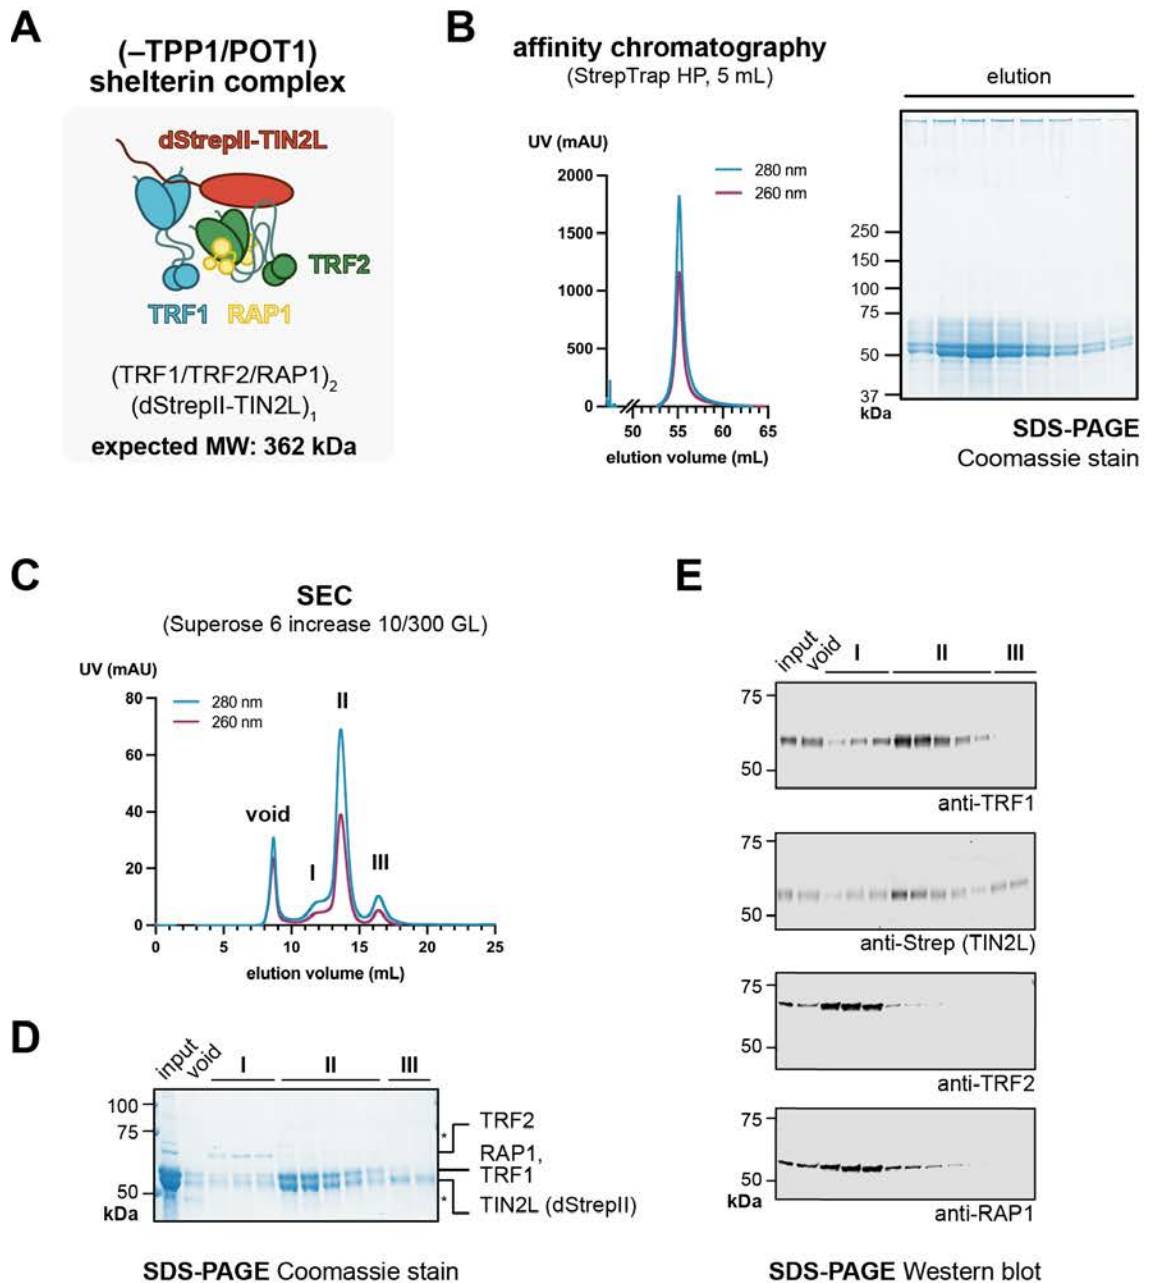 A
(–TPP1/POT1)
shelterin complex
dStrepII-TIN2L
TRF2
TRF1 RAP1
(TRF1/TRF2/RAP1)2
(dStrepII-TIN2L)1
expected MW: 362 kDa
B
affinity chromatography
(StrepTrap HP, 5 mL)
UV (mAU)
280 nm
260 nm
2000
1500
1000
500
0
50 55 60 65
elution volume (mL)
elution
250
150
100
75
50
37
kDa
SDS-PAGE
Coomassie stain
C
SEC
(Superose 6 increase 10/300 GL)
UV (mAU)
280 nm
260 nm
80
60
40
20
0
void
I
II
III
0 5 10 15 20 25
elution volume (mL)
D
input void I II III
100
75
50
kDa
*
*
TRF2
RAP1,
TRF1
TIN2L (dStrepII)
SDS-PAGE Coomassie stain
E
input void I II III
75
50
anti-TRF1
75
50
anti-Strep (TIN2L)
75
50
anti-TRF2
75
50
kDa
anti-RAP1
SDS-PAGE Western blot